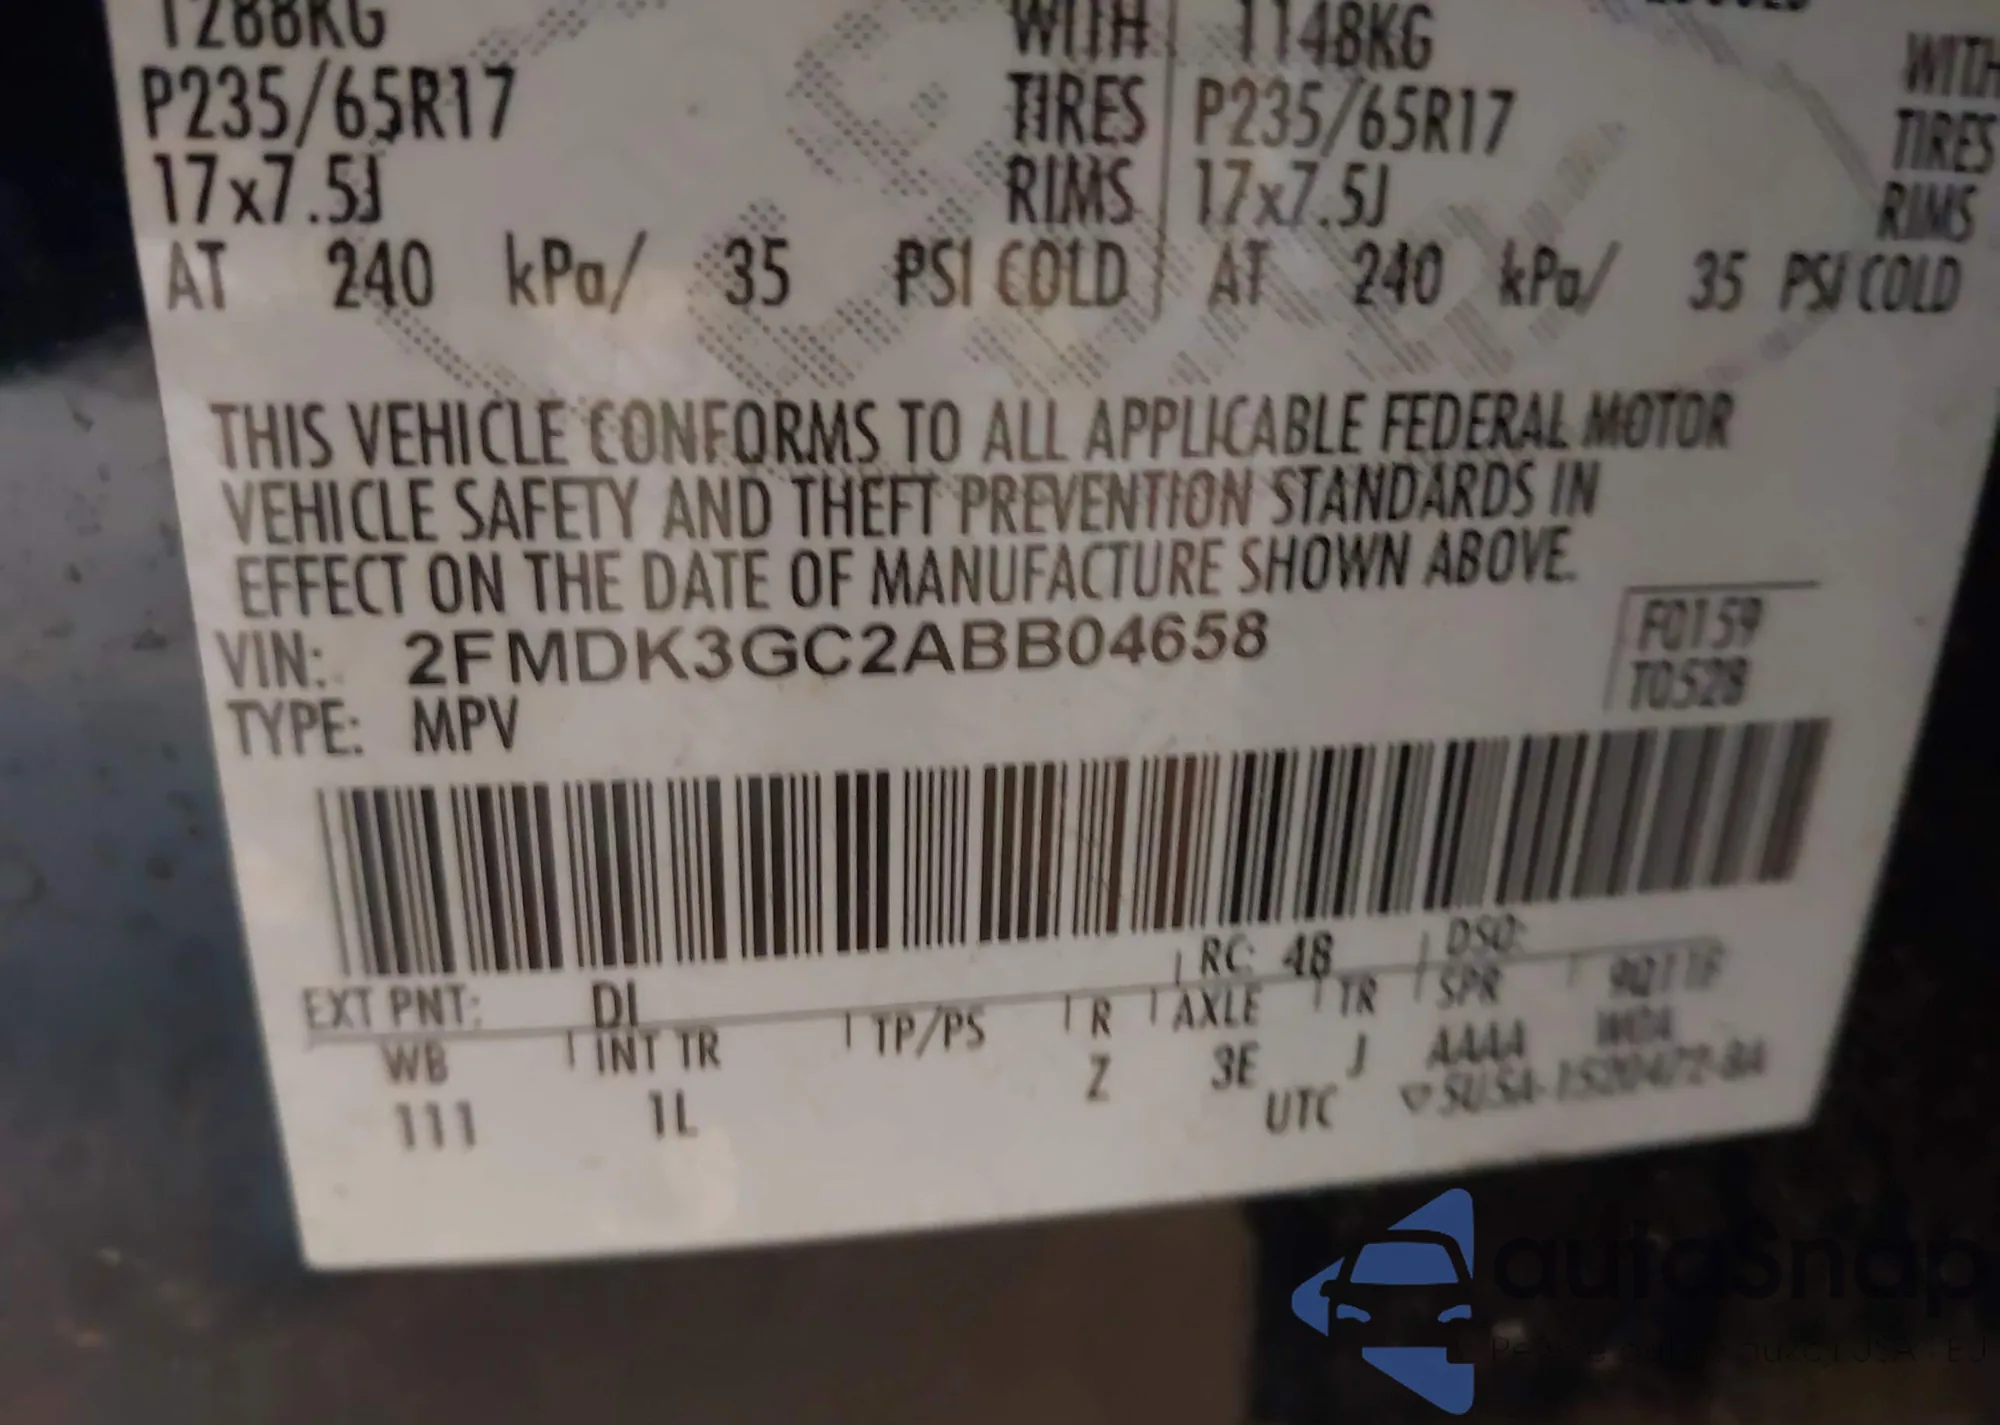 1288KG WITH 1148KG WITH
P235/65R17 TIRES P235/65R17 TIRES
17x7.5J RIMS 17x7.5J RIMS
AT 240 kPa/ 35 PSI COLD AT 240 kPa/ 35 PSI COLD
THIS VEHICLE CONFORMS TO ALL APPLICABLE FEDERAL MOTOR
VEHICLE SAFETY AND THEFT PREVENTION STANDARDS IN
EFFECT ON THE DATE OF MANUFACTURE SHOWN ABOVE.
VIN: 2FMDK3GC2ABB04658
F0159
T0528
TYPE: MPV
RC: 48 DSO:
EXT PNT: DL
WB INT TR TP/PS R AXLE TR SPR
111 1L Z 3E J AAAA
UTC
autosnap